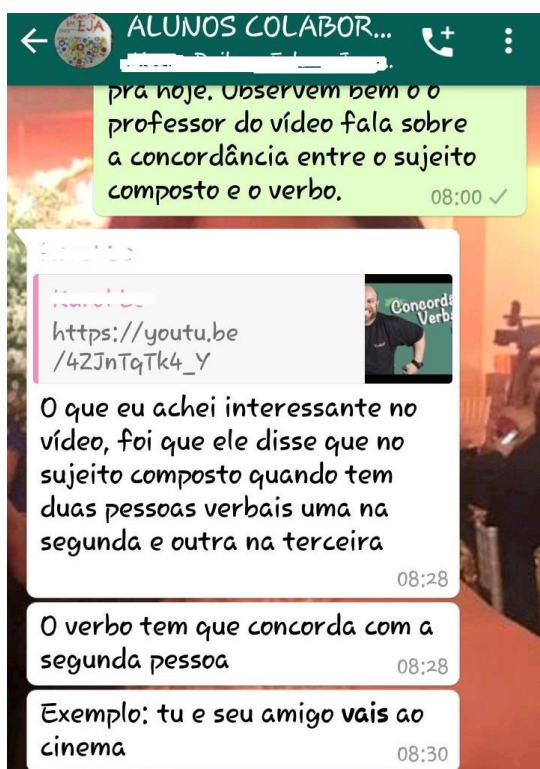 ALUNOS COLABOR...
pra hoje. Observem bem o o
professor do vídeo fala sobre
a concordância entre o sujeito
composto e o verbo.
08:00
https://youtu.be
/4ZJnTqTk4_Y
Concordâ
Verb
O que eu achei interessante no
vídeo, foi que ele disse que no
sujeito composto quando tem
duas pessoas verbais uma na
segunda e outra na terceira
08:28
O verbo tem que concorda com a
segunda pessoa
08:28
Exemplo: tu e seu amigo vais ao
cinema
08:30